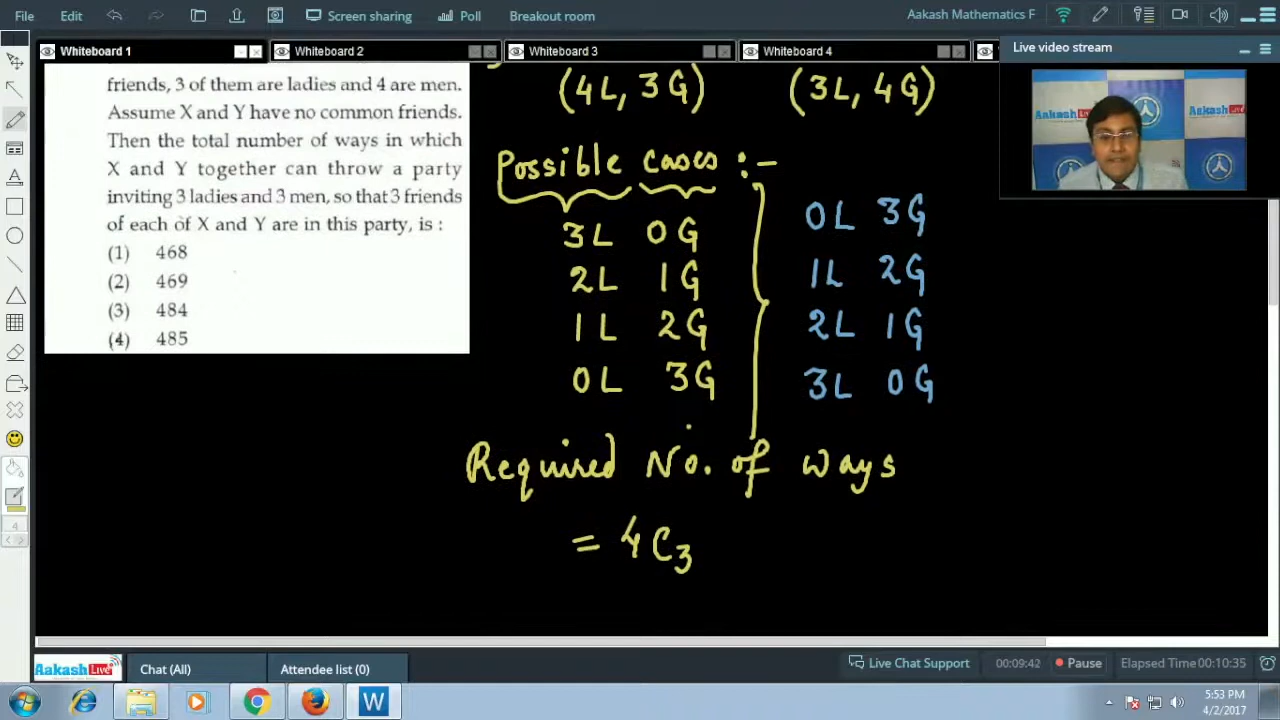 File Edit Screen sharing Poll Breakout room Aakash Mathematics F
Whiteboard 1 Whiteboard 2 Whiteboard 3 Whiteboard 4 Live video stream
friends, 3 of them are ladies and 4 are men.
Assume X and Y have no common friends.
Then the total number of ways in which
X and Y together can throw a party
inviting 3 ladies and 3 men, so that 3 friends
of each of X and Y are in this party, is :
(1) 468
(2) 469
(3) 484
(4) 485
(4L, 3G) (3L, 4G)
Possible cases :-
3L 0G 0L 3G
2L 1G 1L 2G
1L 2G 2L 1G
0L 3G 3L 0G
Required No. of ways
= 4C3
AakashLive
AakashLive
4
AakashLive Chat (All) Attendee list (0) Live Chat Support 00:09:42 Pause Elapsed Time 00:10:35
5:53 PM
4/2/2017